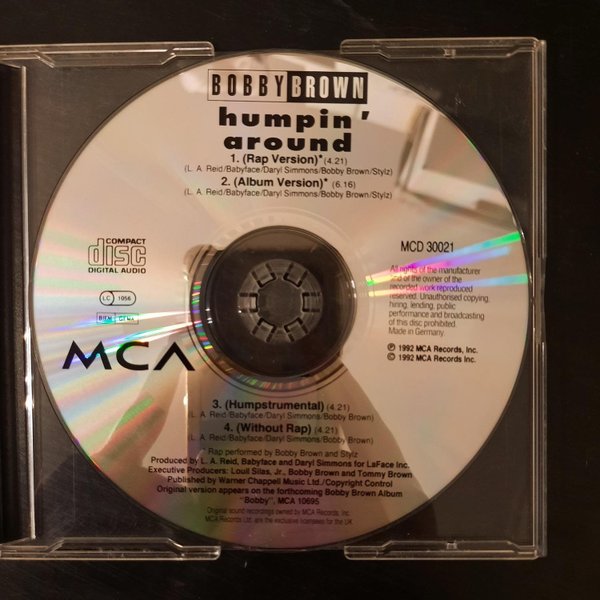 BOBBY BROWN
humpin'
around
1. (Rap Version)* (4.21)
(L. A. Reid/Babyface/Daryl Simmons/Bobby Brown/Stylz)
2. (Album Version)* (6.16)
(L. A. Reid/Babyface/Daryl Simmons/Bobby Brown/Stylz)
COMPACT
disc
DIGITAL AUDIO
LC 1056
BIEM GEMA
MCA
MCD 30021
All rights of the manufacturer
and of the owner of the
recorded work reproduced
reserved. Unauthorised copying,
hiring, lending, public
performance and broadcasting
of this disc prohibited.
Made in Germany.
℗ 1992 MCA Records, Inc.
© 1992 MCA Records Inc.
3. (Humpstrumental) (4.21)
(L. A. Reid/Babyface/Daryl Simmons/Bobby Brown)
4. (Without Rap) (4.21)
(L. A. Reid/Babyface/Daryl Simmons/Bobby Brown)
Rap performed by Bobby Brown and Stylz
Produced by L. A. Reid, Babyface and Daryl Simmons for LaFace Inc.
Executive Producers: Louil Silas, Jr., Bobby Brown and Tommy Brown
Published by Warner Chappell Music Ltd./Copyright Control
Original version appears on the forthcoming Bobby Brown Album
"Bobby", MCA 10695
Original sound recordings owned by MCA Records, Inc.
MCA Records Ltd. are the exclusive licensees for the UK